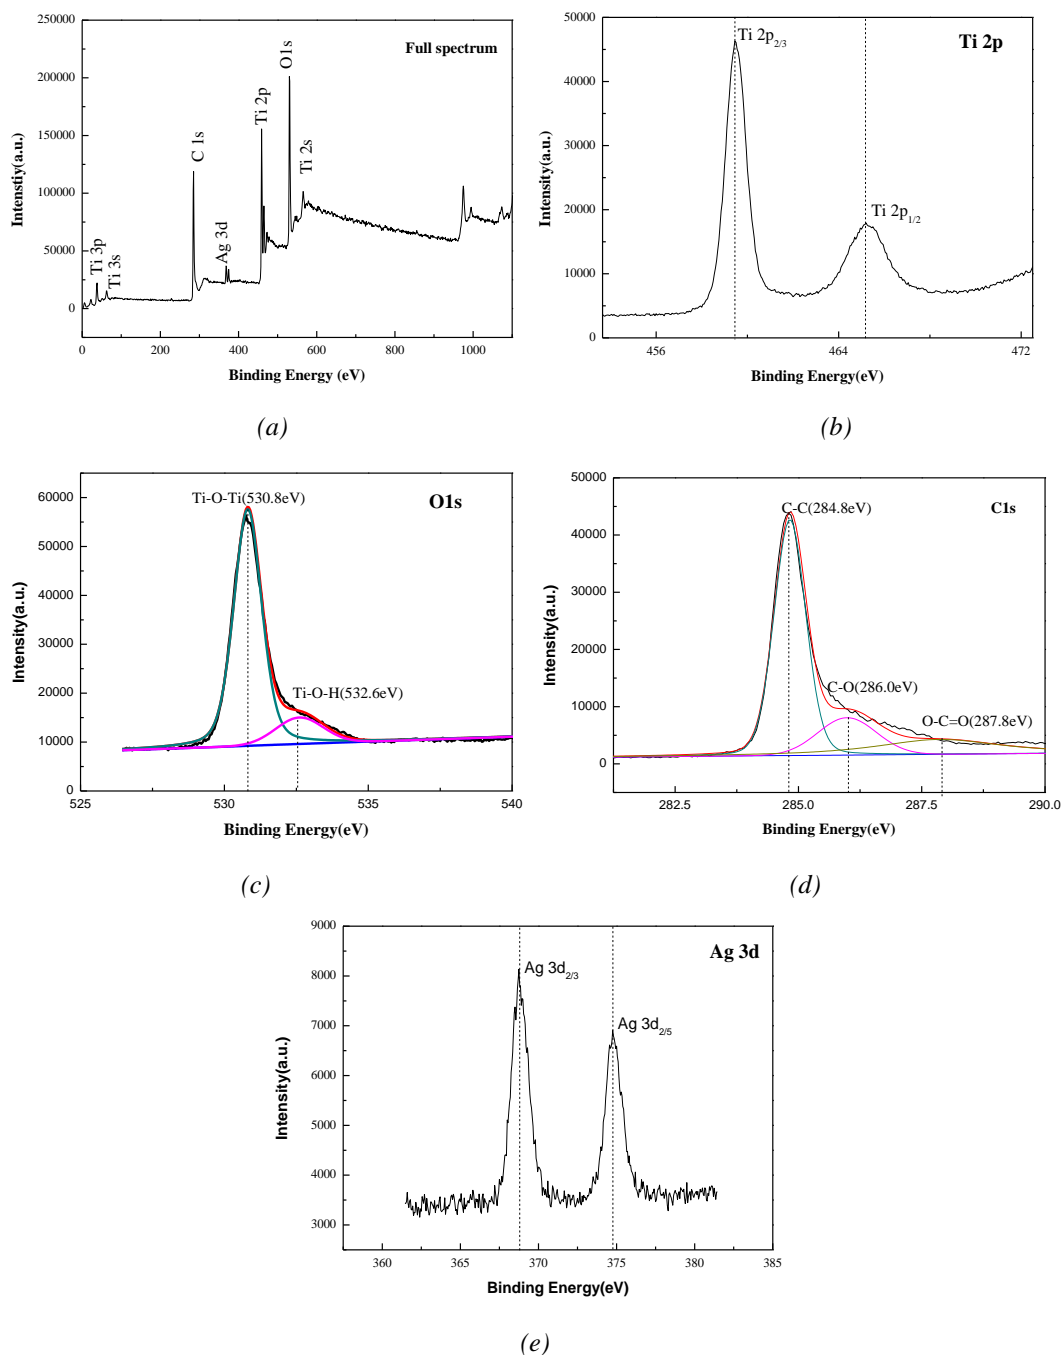 250000
200000
150000
100000
50000
0
Intenstiy(a.u.)
Full spectrum
Ti 3p
Ti 3s
C 1s
Ag 3d
Ti 2p
O1s
Ti 2s
0 200 400 600 800 1000
Binding Energy (eV)
(a)
50000
40000
30000
20000
10000
0
Intensity(a.u.)
Ti 2p
Ti 2p2/3
Ti 2p1/2
456 464 472
Binding Energy(eV)
(b)
60000
50000
40000
30000
20000
10000
0
Intensity(a.u.)
O1s
Ti-O-Ti(530.8eV)
Ti-O-H(532.6eV)
525 530 535 540
Binding Energy(eV)
(c)
50000
40000
30000
20000
10000
0
Intensity(a.u.)
C1s
C-C(284.8eV)
C-O(286.0eV)
O-C=O(287.8eV)
282.5 285.0 287.5 290.0
Binding Energy(eV)
(d)
9000
8000
7000
6000
5000
4000
3000
Intensity(a.u.)
Ag 3d
Ag 3d2/3
Ag 3d2/5
360 365 370 375 380 385
Binding Energy(eV)
(e)